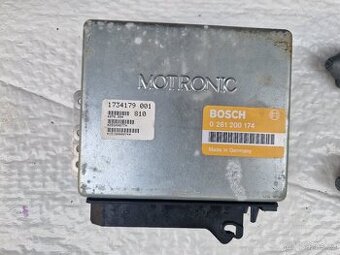 MOTRONIC
1734179 001
810
BOSCH
0 261 200 174
Made in Germany